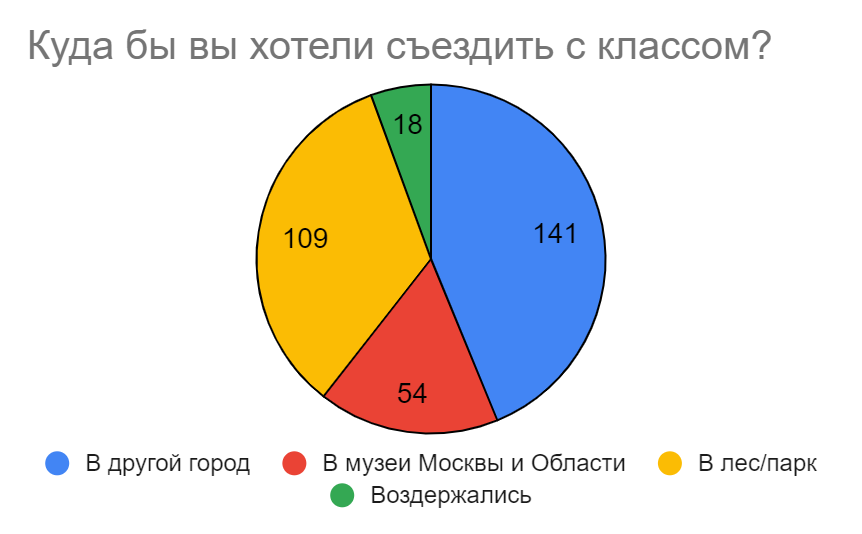 Куда бы вы хотели съездить с классом?
18
141
109
54
В другой город
В музеи Москвы и Области
В лес/парк
Воздержались